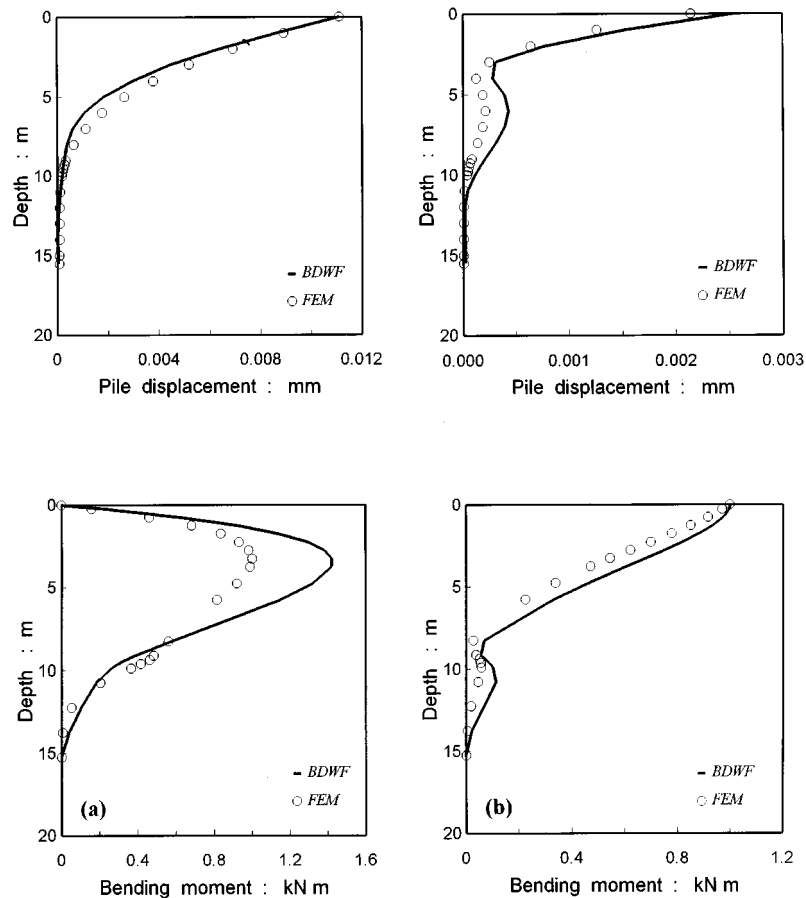 0
5
10
15
20
Depth : m
BDWF
FEM
0
0.004
0.008
0.012
Pile displacement : mm
0
5
10
15
20
Depth : m
BDWF
FEM
0.000
0.001
0.002
0.003
Pile displacement : mm
0
5
10
15
20
Depth : m
(a)
BDWF
FEM
0
0.4
0.8
1.2
1.6
Bending moment : kN m
0
5
10
15
20
Depth : m
(b)
BDWF
FEM
0
0.4
0.8
1.2
Bending moment : kN m